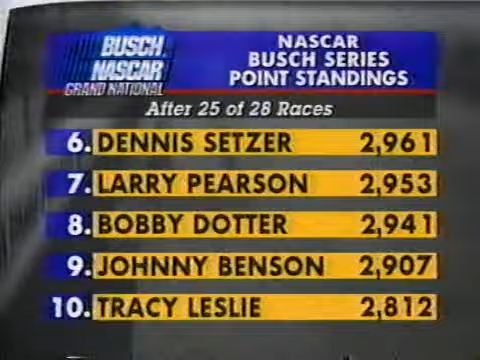 BUSCH
NASCAR
GRAND NATIONAL
NASCAR
BUSCH SERIES
POINT STANDINGS
After 25 of 28 Races
6. DENNIS SETZER 2,961
7. LARRY PEARSON 2,953
8. BOBBY DOTTER 2,941
9. JOHNNY BENSON 2,907
10. TRACY LESLIE 2,812